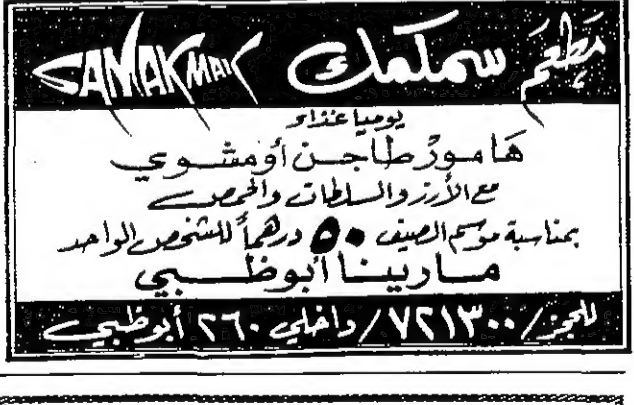 مطعم سمكمك SAMAKMAK
يوميا غذاء
هامور طاجن أو مشوي
مع الأرز والسلطات والحمص
بمناسبة موسم الصيف ٥٠ درهماً للشخص الواحد
مارينا أبوظبي
للحجز / ٧٢١٣٠٠ / داخلي ٢٦٠ أبوظبي